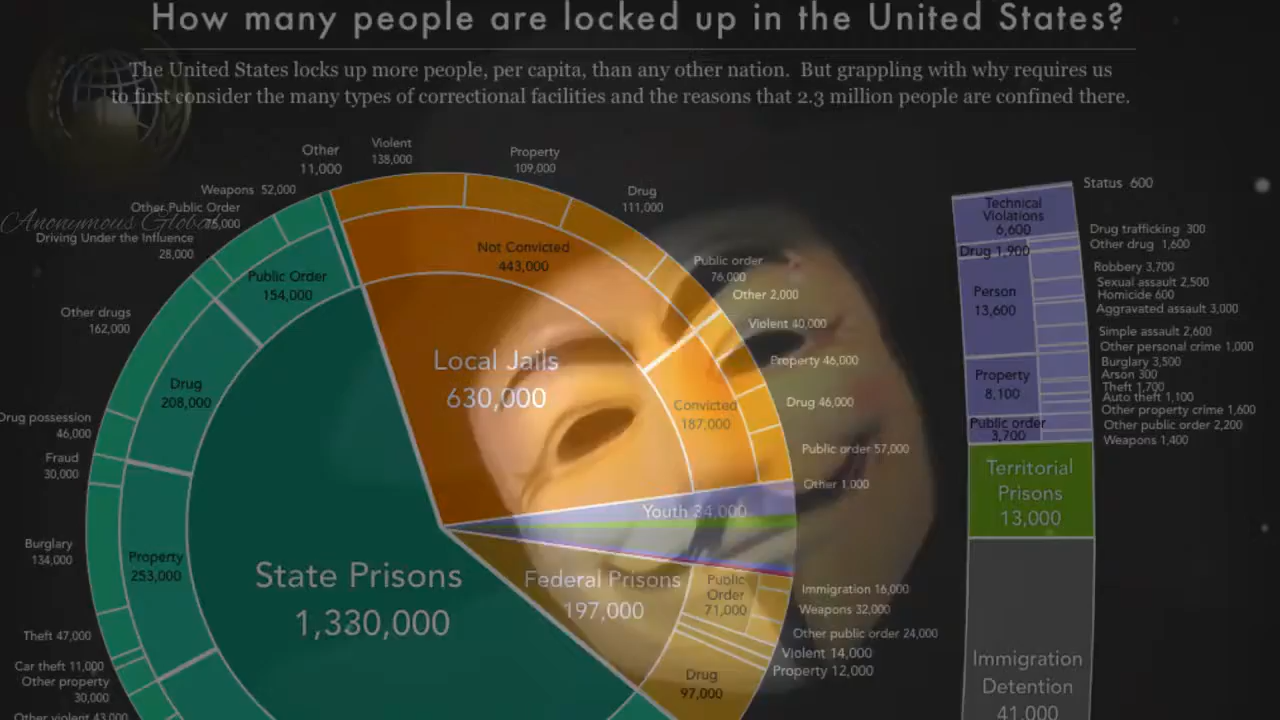 How many people are locked up in the United States?
The United States locks up more people, per capita, than any other nation. But grappling with why requires us
to first consider the many types of correctional facilities and the reasons that 2.3 million people are confined there.
Other
11,000
Violent
138,000
Property
109,000
Drug
111,000
Weapons 52,000
Other Public Order
75,000
Anonymous Global
Driving Under the Influence
28,000
Public Order
154,000
Not Convicted
443,000
Public order
76,000
Other 2,000
Violent 40,000
Property 46,000
Other drugs
162,000
Drug
208,000
Local Jails
630,000
Convicted
187,000
Drug 46,000
Drug possession
46,000
Fraud
30,000
Public order 57,000
Other 1,000
Youth 34,000
Burglary
134,000
Property
253,000
State Prisons
1,330,000
Federal Prisons
197,000
Public
Order
71,000
Immigration 16,000
Weapons 32,000
Other public order 24,000
Violent 14,000
Property 12,000
Drug
97,000
Theft 47,000
Car theft 11,000
Other property
30,000
Other violent 43,000
Status 600
Technical
Violations
6,600
Drug trafficking 300
Other drug 1,600
Drug 1,900
Person
13,600
Robbery 3,700
Sexual assault 2,500
Homicide 600
Aggravated assault 3,000
Simple assault 2,600
Other personal crime 1,000
Property
8,100
Burglary 3,500
Arson 300
Theft 1,700
Auto theft 1,100
Other property crime 1,600
Public order
3,700
Other public order 2,200
Weapons 1,400
Territorial
Prisons
13,000
Immigration
Detention
41,000